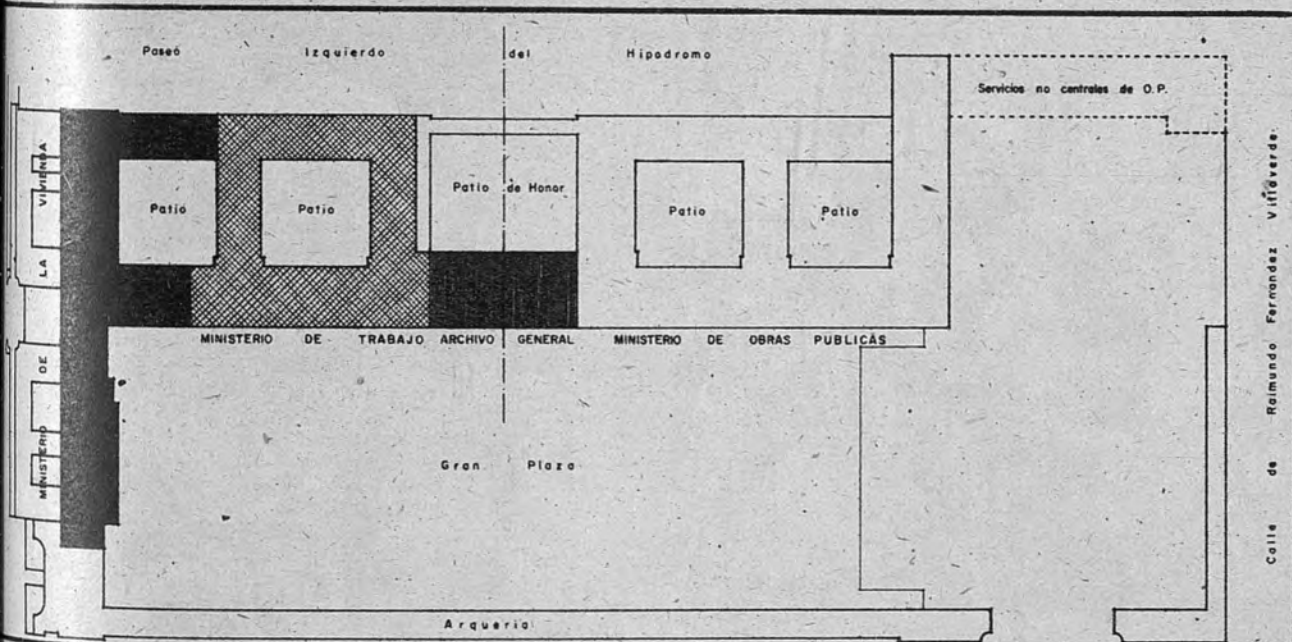 Paseo Izquierdo del Hipodromo
Servicios no centrales de O.P.
Patio
Patio
Patio de Honor
Patio
Patio
MINISTERIO DE LA VIVIENDA
MINISTERIO DE TRABAJO ARCHIVO GENERAL MINISTERIO DE OBRAS PUBLICAS
Gran Plaza
Calle de Raimundo Fernandez Villaverde
Arqueria